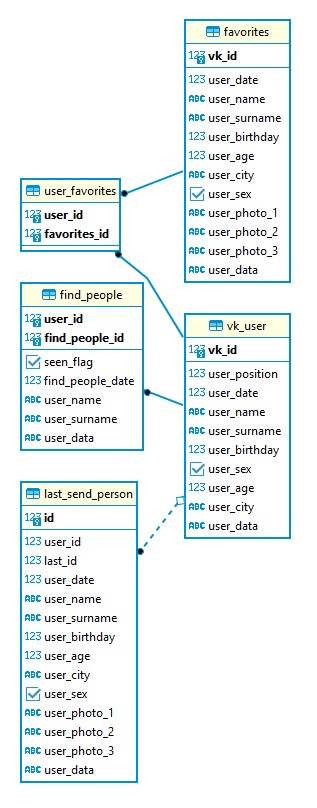 favorites
123 vk_id
123 user_date
ABC user_name
ABC user_surname
123 user_birthday
123 user_age
ABC user_city
user_sex
ABC user_photo_1
ABC user_photo_2
ABC user_photo_3
ABC user_data
user_favorites
123 user_id
123 favorites_id
find_people
123 user_id
123 find_people_id
seen_flag
123 find_people_date
ABC user_name
ABC user_surname
ABC user_data
vk_user
123 vk_id
123 user_position
123 user_date
ABC user_name
ABC user_surname
123 user_birthday
user_sex
123 user_age
ABC user_city
ABC user_data
last_send_person
123 id
123 user_id
123 last_id
123 user_date
ABC user_name
ABC user_surname
123 user_birthday
123 user_age
ABC user_city
user_sex
ABC user_photo_1
ABC user_photo_2
ABC user_photo_3
ABC user_data